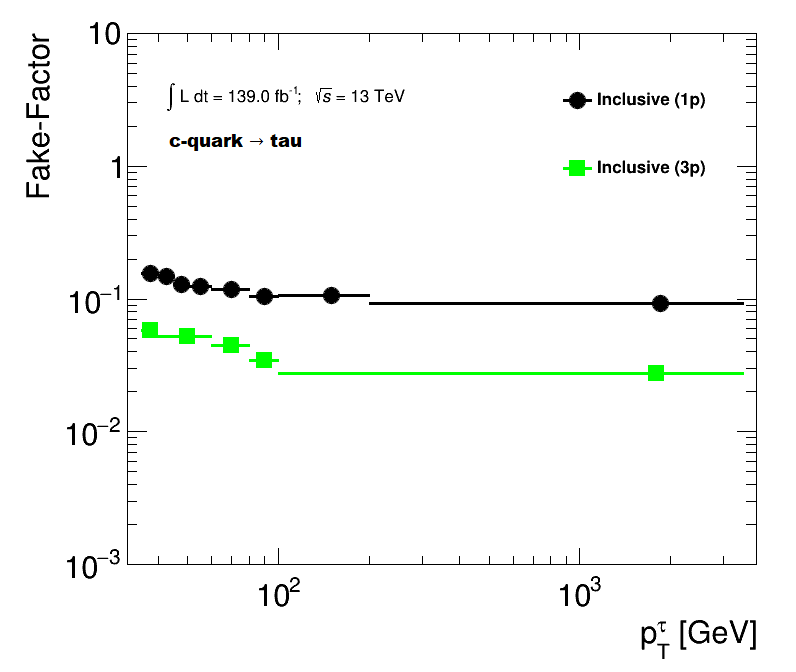 10
∫ L dt = 139.0 fb⁻¹; √s = 13 TeV
Inclusive (1p)
c-quark → tau
Fake-Factor
1
Inclusive (3p)
10⁻¹
10⁻²
10⁻³
10²
10³
p_T^τ [GeV]